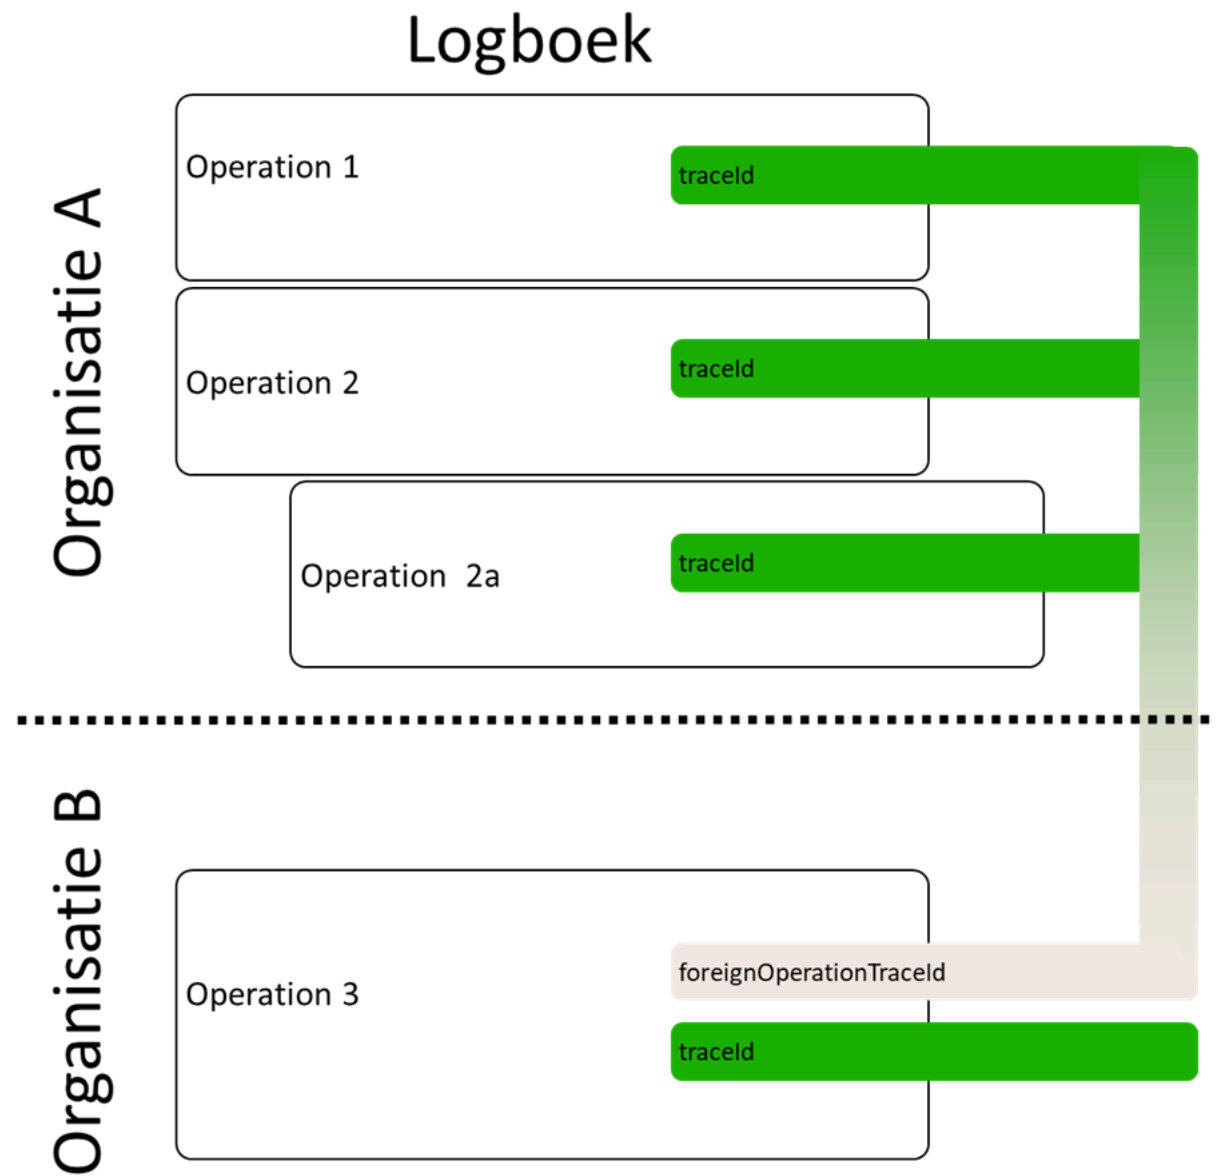 Logboek
Organisatie A
Operation 1
traceId
Operation 2
traceId
Operation 2a
traceId
Organisatie B
Operation 3
foreignOperationTraceId
traceId